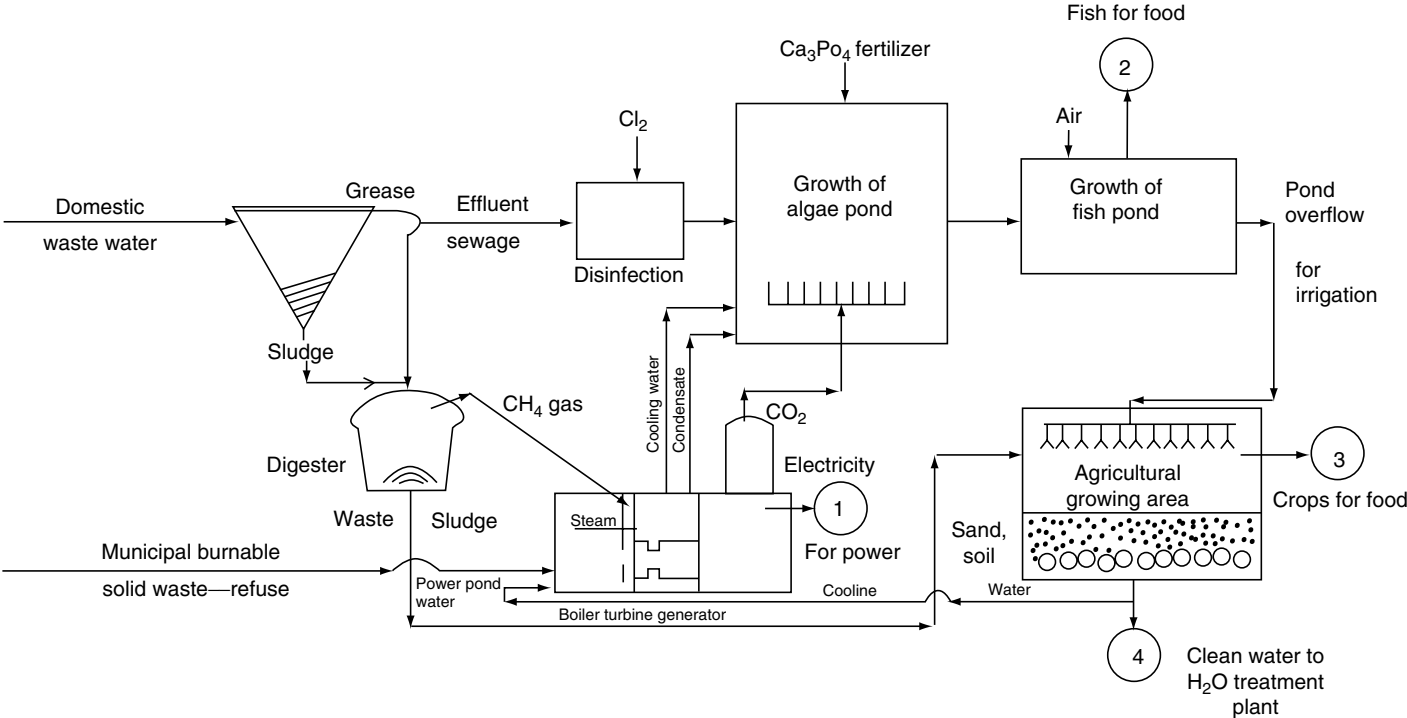 Fish for food
2
Ca3Po4 fertilizer
Air
Cl2
Growth of
algae pond
Growth of
fish pond
Pond
overflow
for
irrigation
Grease
Domestic
waste water
Effluent
sewage
Disinfection
Sludge
Cooling water
Condensate
CH4 gas
CO2
Digester
Electricity
1
For power
Agricultural
growing area
3
Crops for food
Waste
Sludge
Steam
Sand,
soil
Municipal burnable
solid waste—refuse
Power pond
water
Cooline
Water
Boiler turbine generator
4
Clean water to
H2O treatment
plant